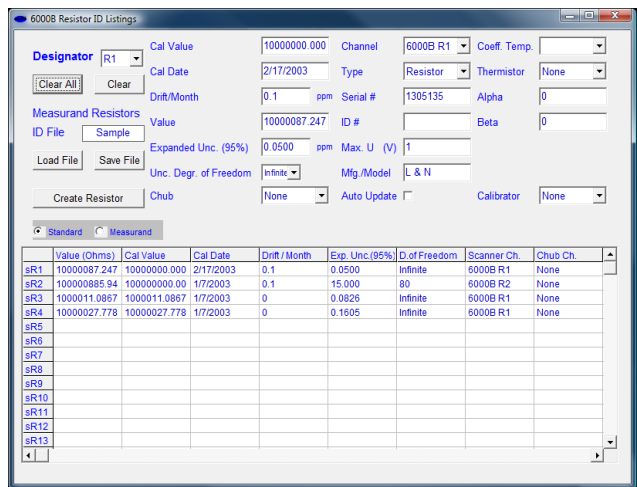 6000B Resistor ID Listings
Designator R1
Cal Value 10000000.000 Channel 6000B R1 Coeff. Temp.
Clear All Clear
Cal Date 2/17/2003 Type Resistor Thermistor None
Drift/Month 0.1 ppm Serial # 1305135 Alpha 0
Measurand Resistors
ID File Sample
Value 10000087.247 ID # Beta 0
Expanded Unc. (95%) 0.0500 ppm Max. U (V) 1
Load File Save File
Unc. Degr. of Freedom Infinite Mfg./Model L & N
Create Resistor
Chub None Auto Update Calibrator None
Standard Measurand
Value (Ohms) Cal Value Cal Date Drift / Month Exp. Unc.(95%) D.of Freedom Scanner Ch. Chub Ch.
sR1 10000087.247 10000000.000 2/17/2003 0.1 0.0500 Infinite 6000B R1 None
sR2 100000885.94 10000000.00 1/7/2003 0.1 15.000 80 6000B R2 None
sR3 1000011.0867 1000011.0867 1/7/2003 0 0.0826 Infinite 6000B R1 None
sR4 10000027.778 10000027.778 1/7/2003 0 0.1605 Infinite 6000B R1 None
sR5
sR6
sR7
sR8
sR9
sR10
sR11
sR12
sR13